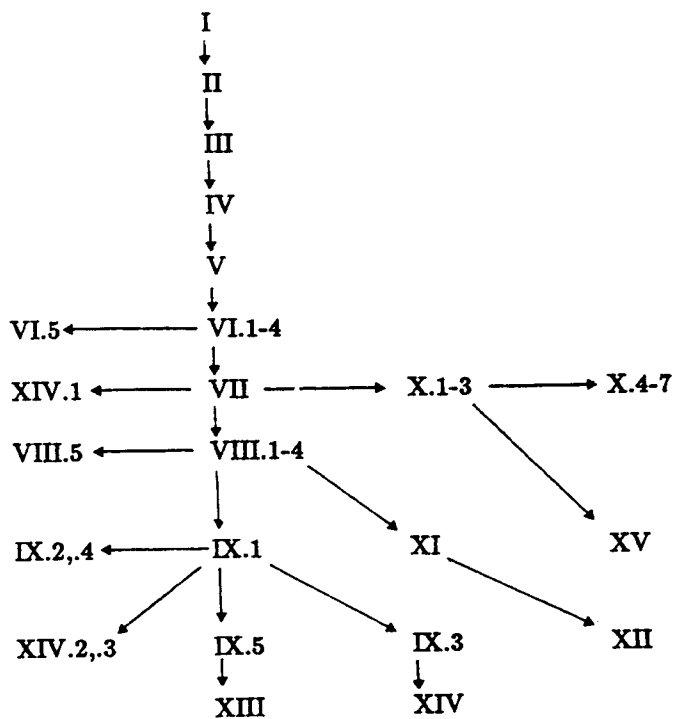 I
II
III
IV
V
VI.5 VI.1-4
XIV.1 VII X.1-3 X.4-7
VIII.5 VIII.1-4
IX.2,.4 IX.1 XI XV
XIV.2,.3 IX.5 IX.3 XII
XIII XIV